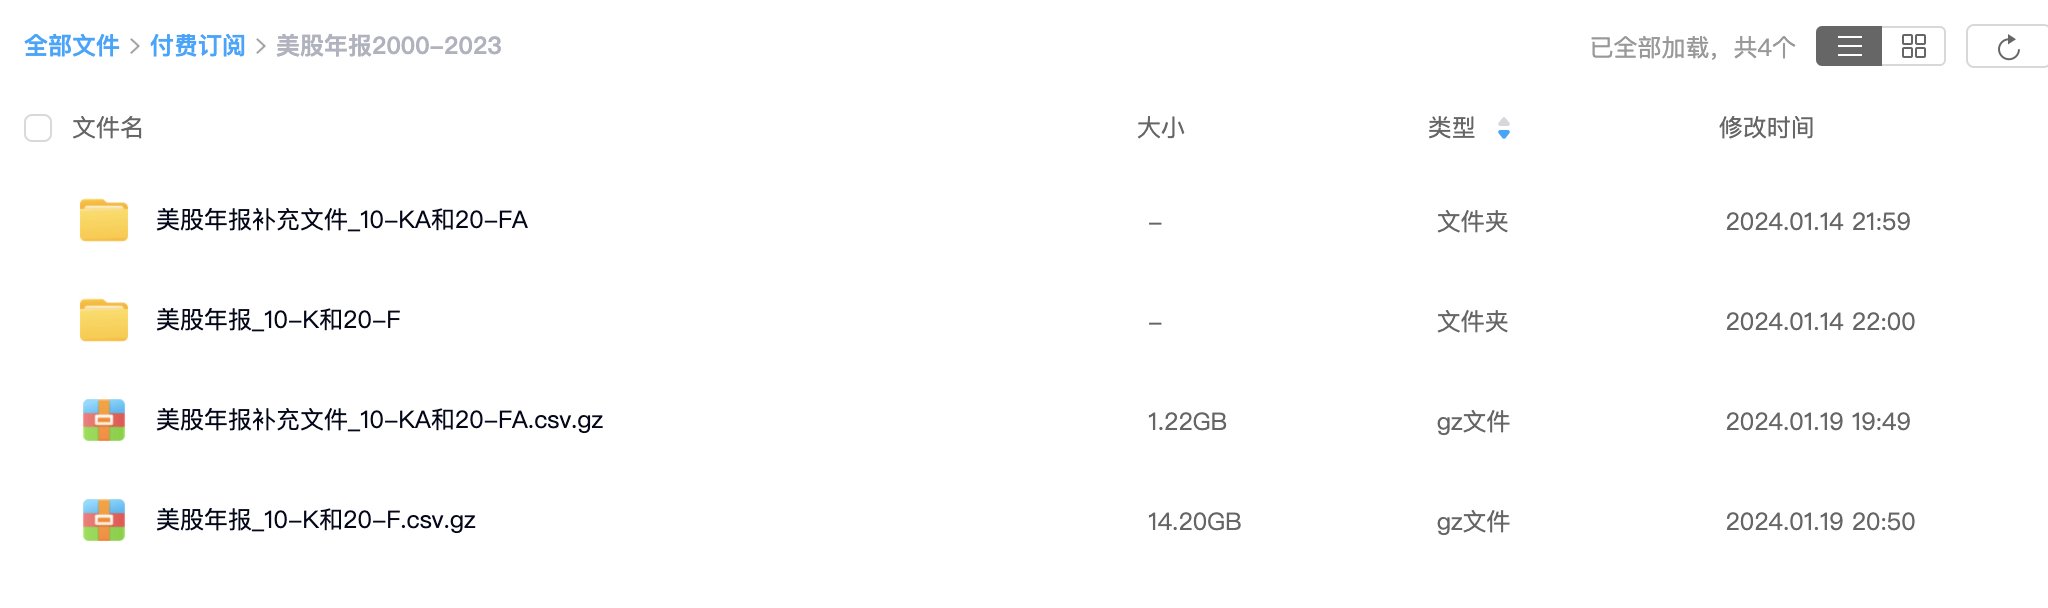 全部文件 > 付费订阅 > 美股年报2000-2023
已全部加载，共4个
文件名 大小 类型 修改时间
美股年报补充文件_10-KA和20-FA - 文件夹 2024.01.14 21:59
美股年报_10-K和20-F - 文件夹 2024.01.14 22:00
美股年报补充文件_10-KA和20-FA.csv.gz 1.22GB gz文件 2024.01.19 19:49
美股年报_10-K和20-F.csv.gz 14.20GB gz文件 2024.01.19 20:50